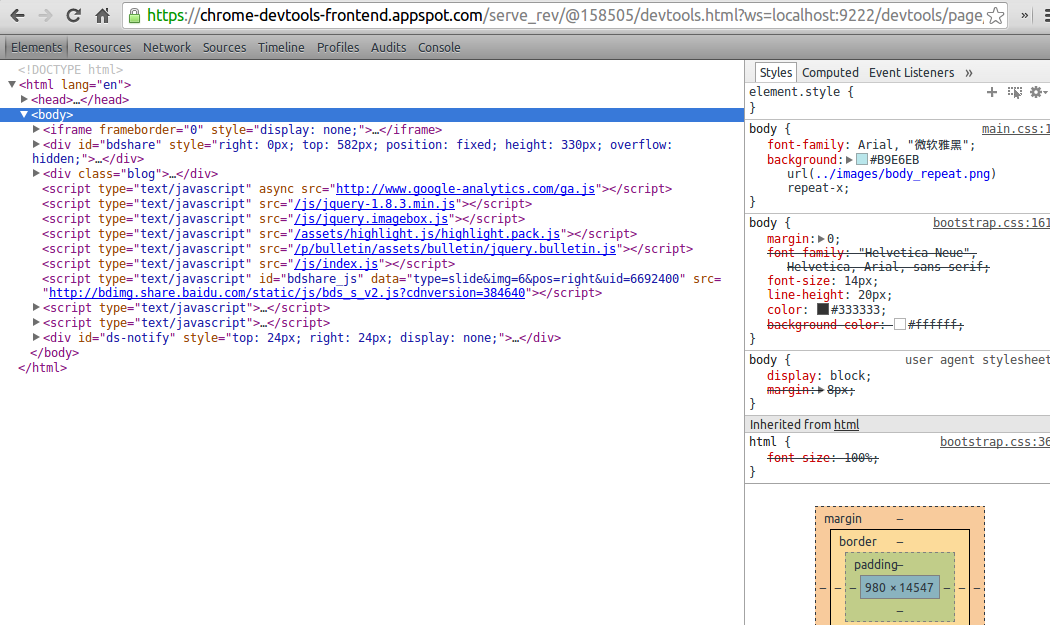 https://chrome-devtools-frontend.appspot.com/serve_rev/@158505/devtools.html?ws=localhost:9222/devtools/page/ »
Elements Resources Network Sources Timeline Profiles Audits Console
<!DOCTYPE html>
<html lang="en">
<head>…</head>
<body>
<iframe frameborder="0" style="display: none;">…</iframe>
<div id="bdshare" style="right: 0px; top: 582px; position: fixed; height: 330px; overflow:
hidden;">…</div>
<div class="blog">…</div>
<script type="text/javascript" async src="http://www.google-analytics.com/ga.js"></script>
<script type="text/javascript" src="/js/jquery-1.8.3.min.js"></script>
<script type="text/javascript" src="/js/jquery.imagebox.js"></script>
<script type="text/javascript" src="/assets/highlight.js/highlight.pack.js"></script>
<script type="text/javascript" src="/p/bulletin/assets/bulletin/jquery.bulletin.js"></script>
<script type="text/javascript" src="/js/index.js"></script>
<script type="text/javascript" id="bdshare_js" data="type=slide&img=6&pos=right&uid=6692400" src=
"http://bdimg.share.baidu.com/static/js/bds_s_v2.js?cdnversion=384640"></script>
<script type="text/javascript">…</script>
<script type="text/javascript">…</script>
<div id="ds-notify" style="top: 24px; right: 24px; display: none;">…</div>
</body>
</html>
Styles Computed Event Listeners »
element.style {
}
body { main.css:1
font-family: Arial, "微软雅黑";
background: #B9E6EB
url(../images/body_repeat.png)
repeat-x;
}
body { bootstrap.css:161
margin: 0;
font-family: "Helvetica Neue",
Helvetica, Arial, sans-serif;
font-size: 14px;
line-height: 20px;
color: #333333;
background-color: #ffffff;
}
body { user agent stylesheet
display: block;
margin: 8px;
}
Inherited from html
html { bootstrap.css:36
font-size: 100%;
}
margin –
border –
padding–
– – – 980 × 14547 – – –
–